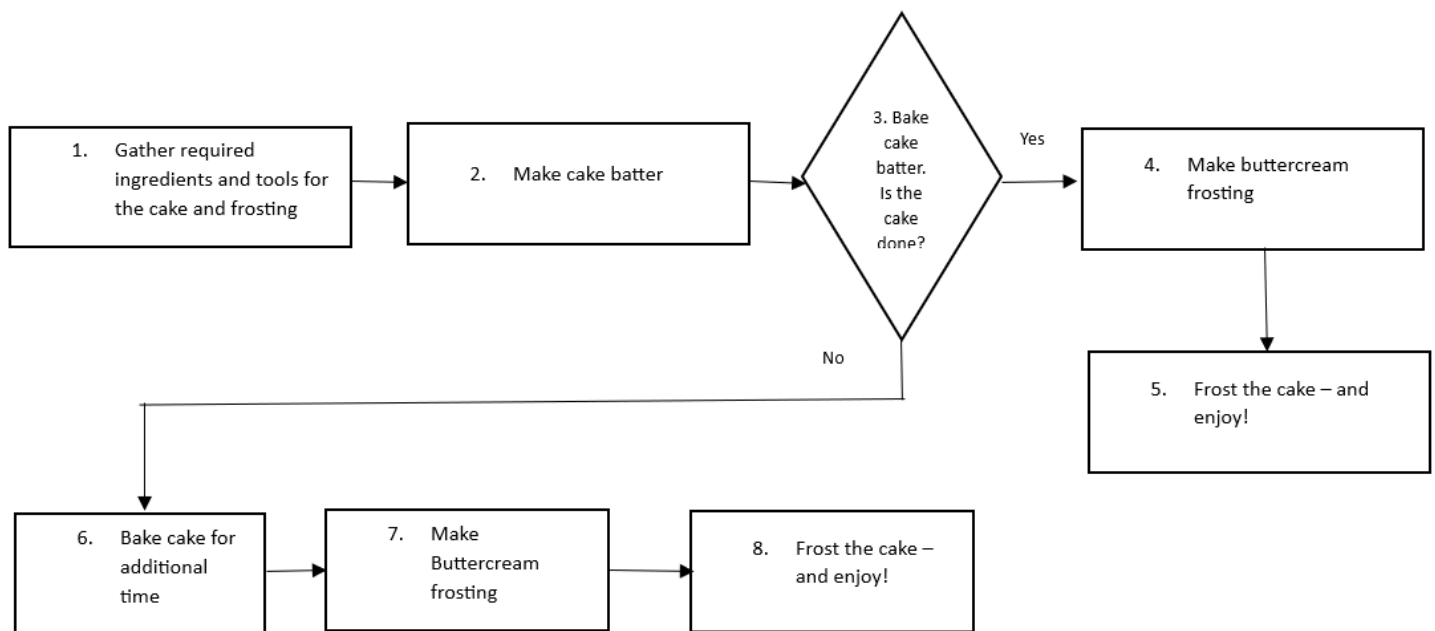 1. Gather required
ingredients and tools for
the cake and frosting
2. Make cake batter
3. Bake
cake
batter.
Is the
cake
done?
Yes
4. Make buttercream
frosting
5. Frost the cake – and
enjoy!
No
6. Bake cake for
additional
time
7. Make
Buttercream
frosting
8. Frost the cake –
and enjoy!